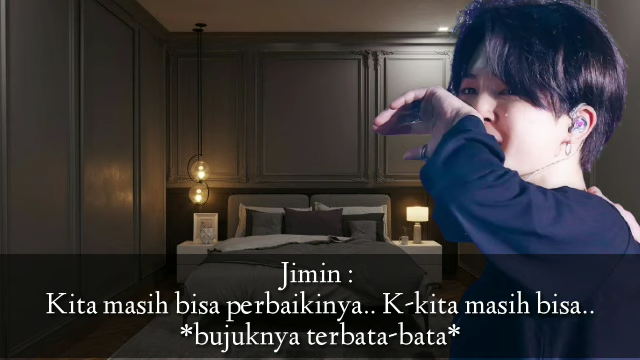 Jimin :
Kita masih bisa perbaikinya.. K-kita masih bisa..
*bujuknya terbata-bata*